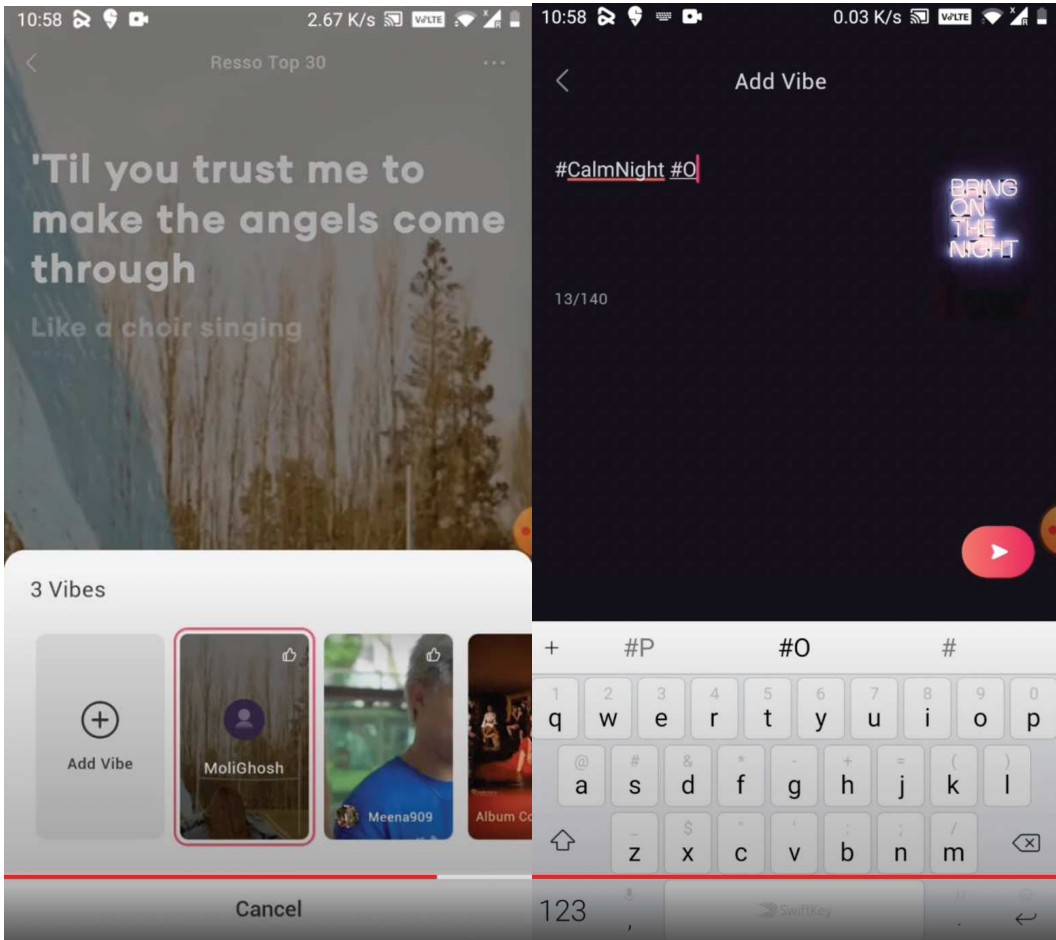 10:58 2.67 K/s VoLTE R
Resso Top 30
'Til you trust me to
make the angels come
through
Like a choir singing
3 Vibes
Add Vibe
MoliGhosh
Meena909
Album Co
Cancel
10:58 0.03 K/s VoLTE R
Add Vibe
#CalmNight #O
BRING
ON
THE
NIGHT
13/140
+ #P #O #
1 2 3 4 5 6 7 8 9 0
q w e r t y u i o p
@ # & * - + = ( )
a s d f g h j k l
_ $ " ' : ; /
z x c v b n m
123 , SwiftKey .